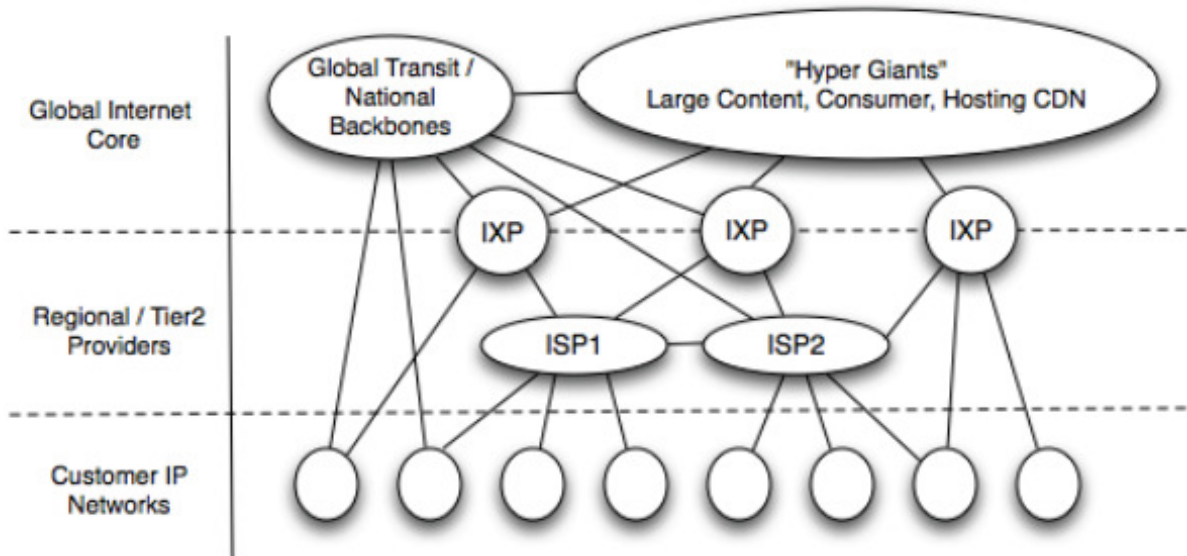 Global Transit /
National
Backbones
"Hyper Giants"
Large Content, Consumer, Hosting CDN
Global Internet
Core
IXP
IXP
IXP
Regional / Tier2
Providers
ISP1
ISP2
Customer IP
Networks